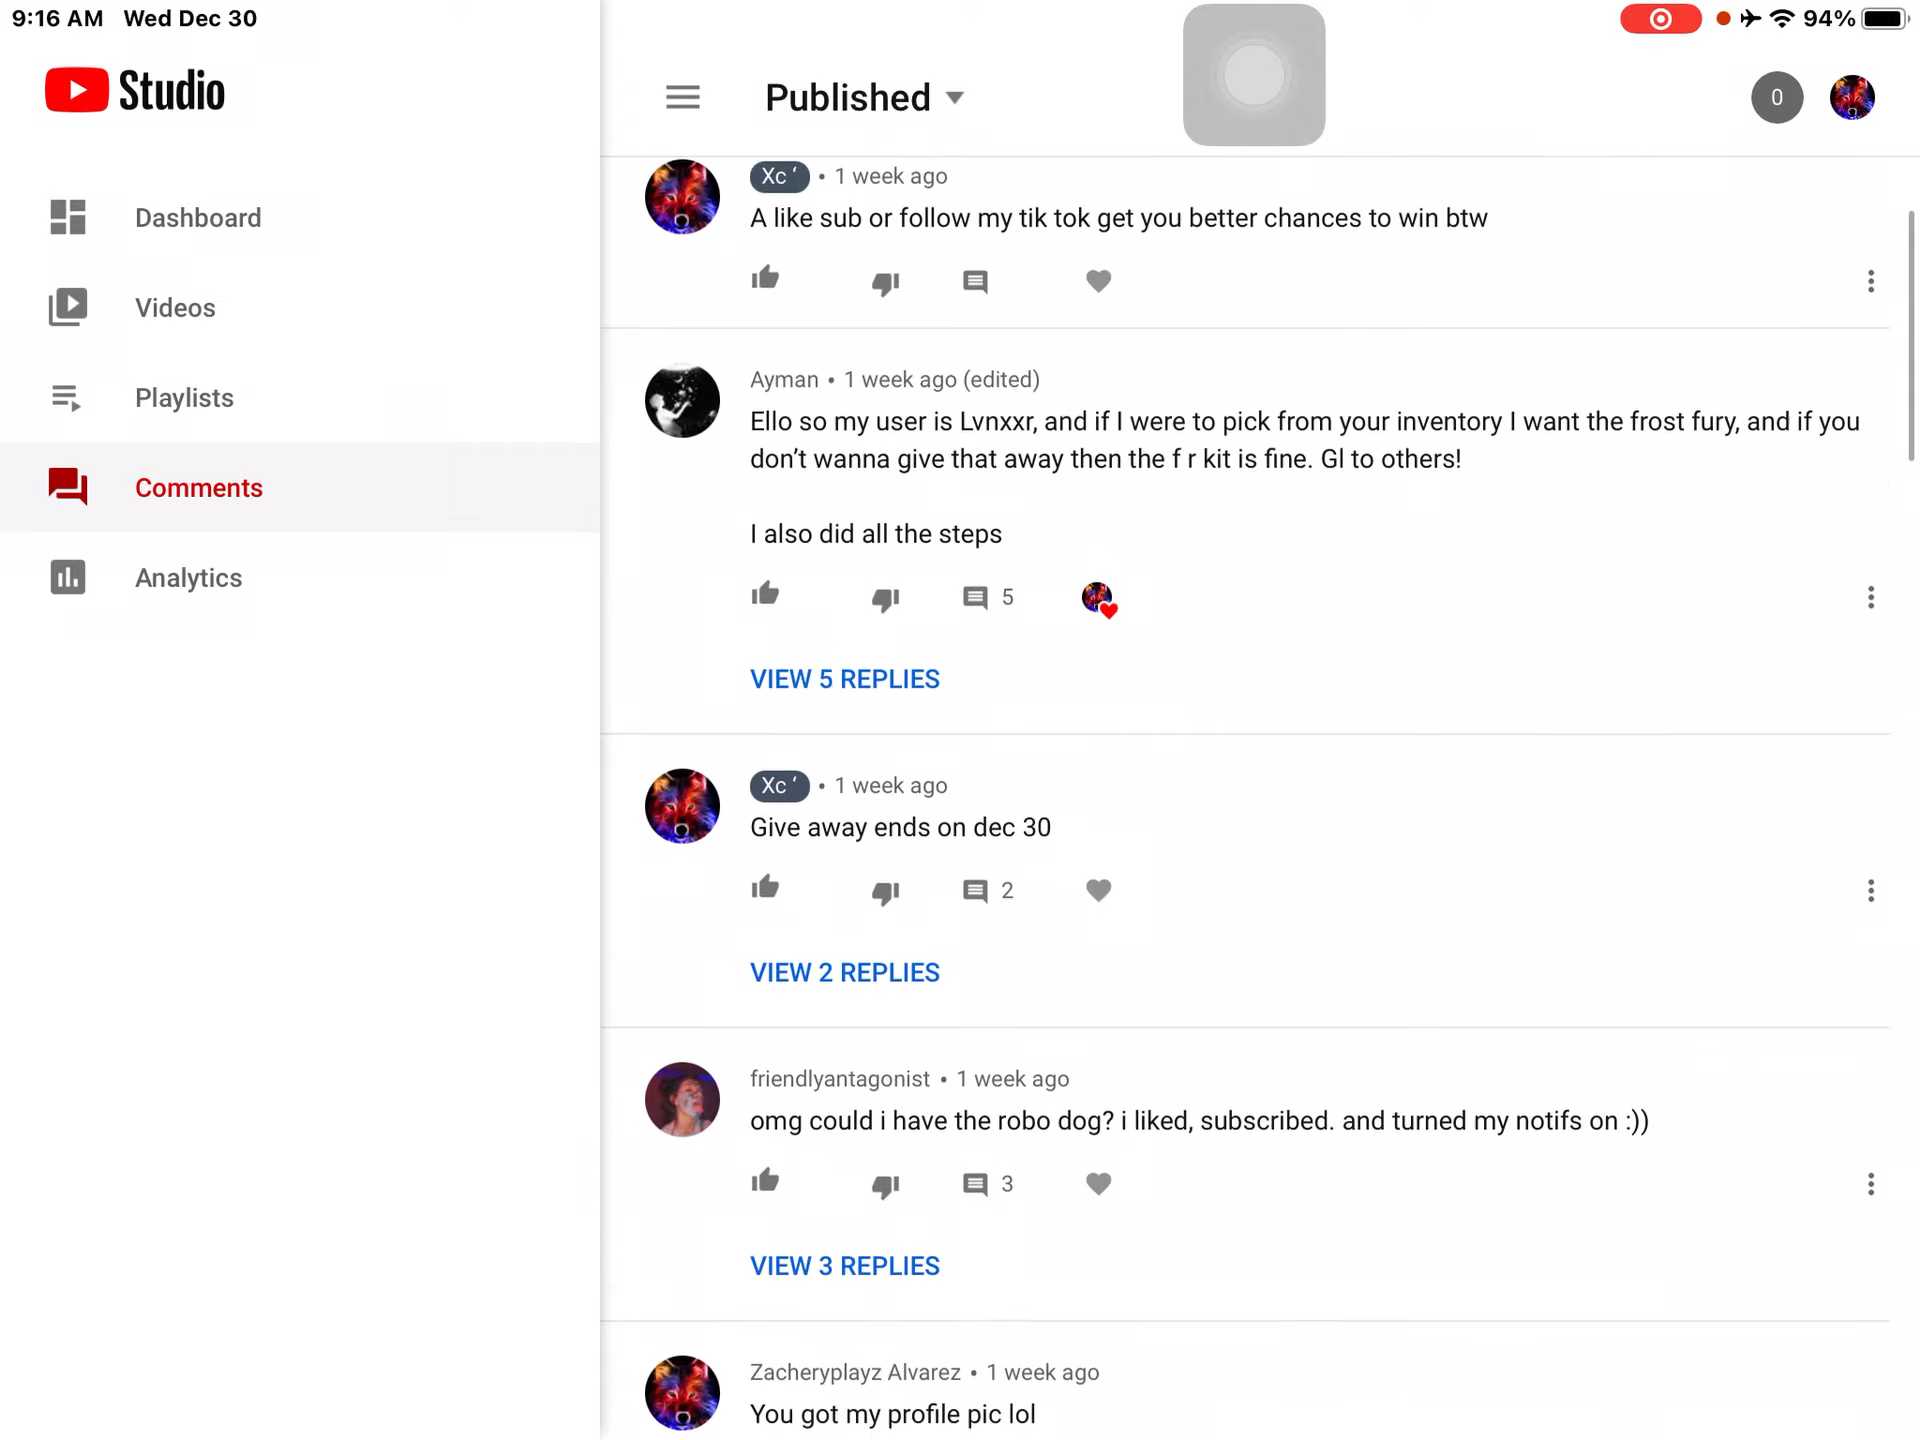 9:16 AM Wed Dec 30
94%
Studio
Published
0
Dashboard
Videos
Playlists
Comments
Analytics
Xc ‘ • 1 week ago
A like sub or follow my tik tok get you better chances to win btw
Ayman • 1 week ago (edited)
Ello so my user is Lvnxxr, and if I were to pick from your inventory I want the frost fury, and if you
don’t wanna give that away then the f r kit is fine. Gl to others!
I also did all the steps
5
VIEW 5 REPLIES
Xc ‘ • 1 week ago
Give away ends on dec 30
2
VIEW 2 REPLIES
friendlyantagonist • 1 week ago
omg could i have the robo dog? i liked, subscribed. and turned my notifs on :))
3
VIEW 3 REPLIES
Zacheryplayz Alvarez • 1 week ago
You got my profile pic lol